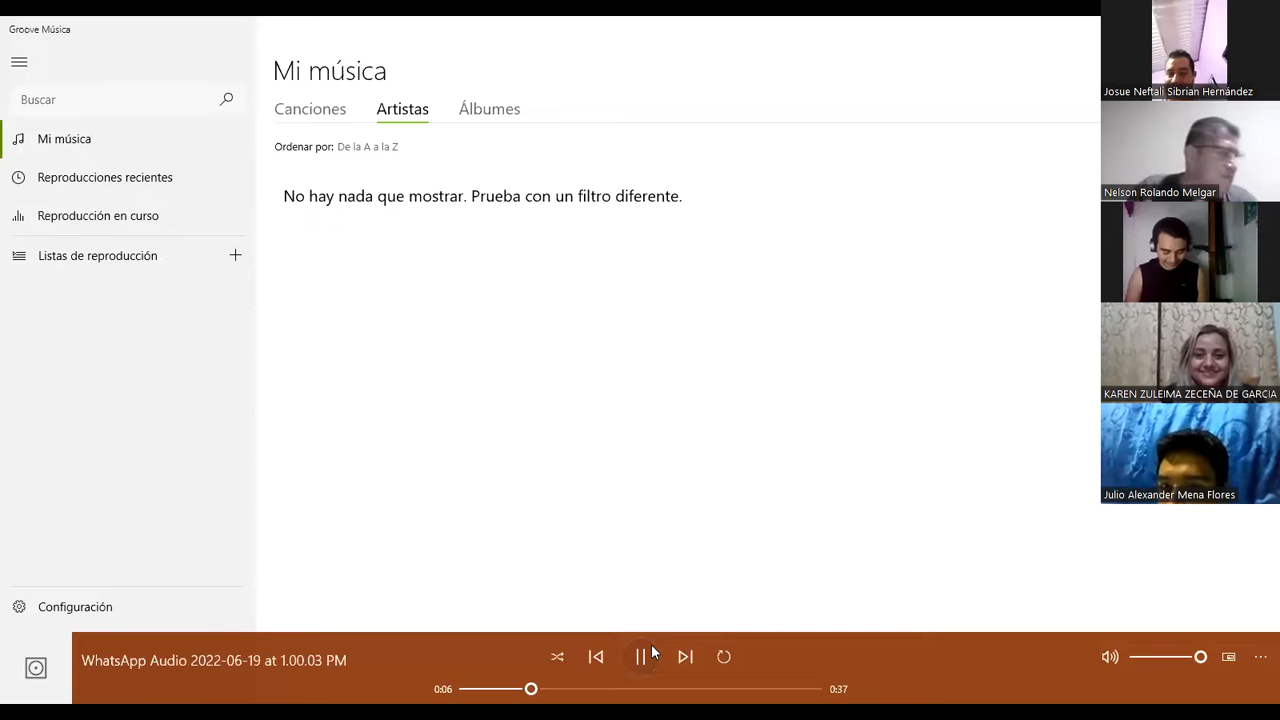 Groove Música
Buscar
Mi música
Reproducciones recientes
Reproducción en curso
Listas de reproducción
Configuración
Mi música
Canciones Artistas Álbumes
Ordenar por: De la A a la Z
No hay nada que mostrar. Prueba con un filtro diferente.
WhatsApp Audio 2022-06-19 at 1.00.03 PM
0:06
0:37
Josue Neftali Sibrian Hernández
Nelson Rolando Melgar
KAREN ZULEIMA ZECEÑA DE GARCIA
Julio Alexander Mena Flores